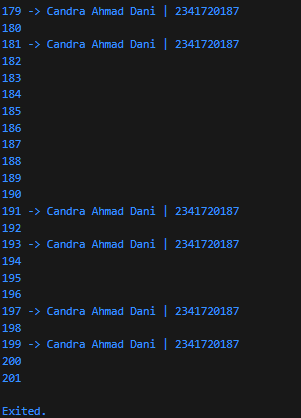 179 -> Candra Ahmad Dani | 2341720187
180
181 -> Candra Ahmad Dani | 2341720187
182
183
184
185
186
187
188
189
190
191 -> Candra Ahmad Dani | 2341720187
192
193 -> Candra Ahmad Dani | 2341720187
194
195
196
197 -> Candra Ahmad Dani | 2341720187
198
199 -> Candra Ahmad Dani | 2341720187
200
201
Exited.